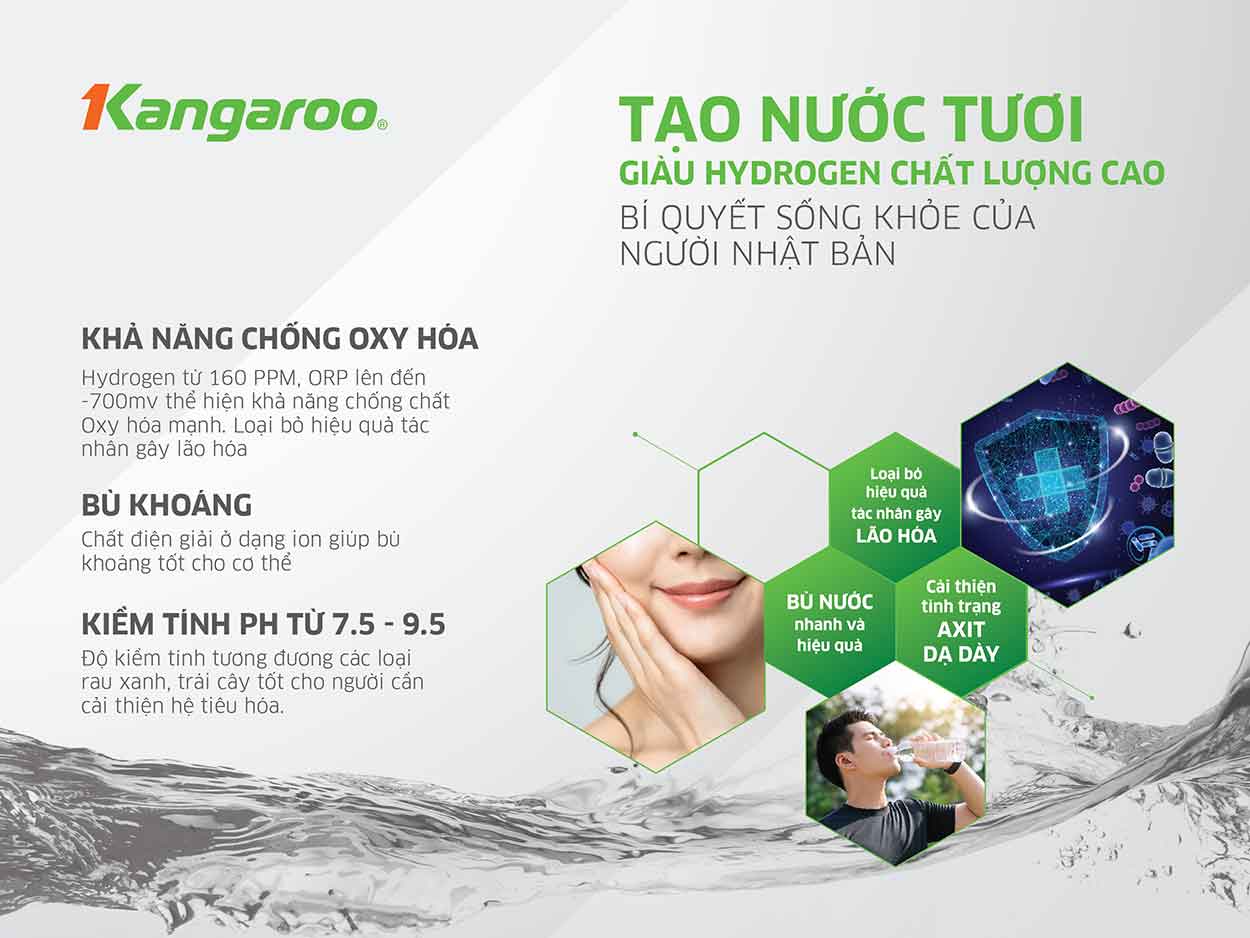 Kangaroo®
TẠO NƯỚC TƯƠI
GIÀU HYDROGEN CHẤT LƯỢNG CAO
BÍ QUYẾT SỐNG KHỎE CỦA
NGƯỜI NHẬT BẢN
KHẢ NĂNG CHỐNG OXY HÓA
Hydrogen từ 160 PPM, ORP lên đến
-700mv thể hiện khả năng chống chất
Oxy hóa mạnh. Loại bỏ hiệu quả tác
nhân gây lão hóa
BÙ KHOÁNG
Chất điện giải ở dạng ion giúp bù
khoáng tốt cho cơ thể
KIỀM TÍNH PH TỪ 7.5 - 9.5
Độ kiềm tính tương đương các loại
rau xanh, trái cây tốt cho người cần
cải thiện hệ tiêu hóa.
Loại bỏ
hiệu quả
tác nhân gây
LÃO HÓA
BÙ NƯỚC
nhanh và
hiệu quả
Cải thiện
tình trạng
AXIT
DẠ DÀY